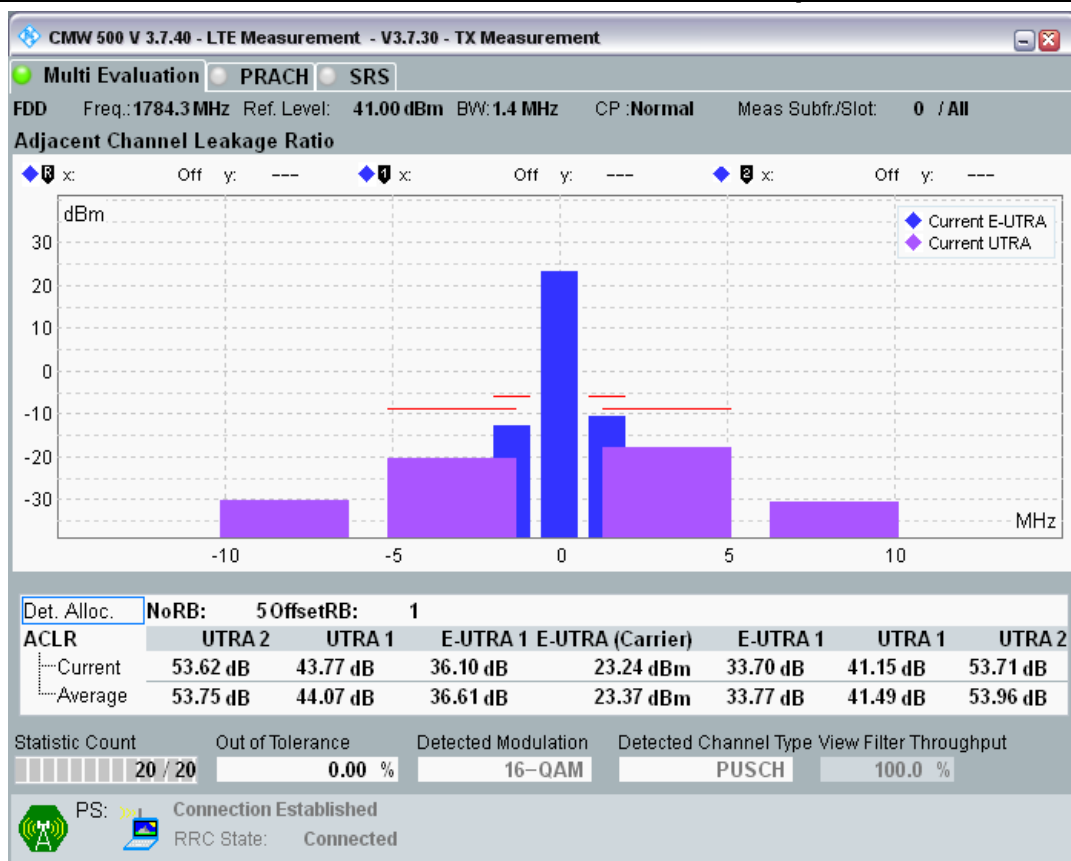 CMW 500 V 3.7.40 - LTE Measurement - V3.7.30 - TX Measurement
Multi Evaluation PRACH SRS
FDD Freq.: 1784.3 MHz Ref. Level: 41.00 dBm BW: 1.4 MHz CP :Normal Meas Subfr./Slot: 0 / All
Adjacent Channel Leakage Ratio
R x: Off y: --- 1 x: Off y: --- 2 x: Off y: ---
dBm
Current E-UTRA
Current UTRA
30
20
10
0
-10
-20
-30
MHz
-10 -5 0 5 10
Det. Alloc. NoRB: 5 OffsetRB: 1
ACLR UTRA 2 UTRA 1 E-UTRA 1 E-UTRA (Carrier) E-UTRA 1 UTRA 1 UTRA 2
Current 53.62 dB 43.77 dB 36.10 dB 23.24 dBm 33.70 dB 41.15 dB 53.71 dB
Average 53.75 dB 44.07 dB 36.61 dB 23.37 dBm 33.77 dB 41.49 dB 53.96 dB
Statistic Count Out of Tolerance Detected Modulation Detected Channel Type View Filter Throughput
20 / 20 0.00 % 16-QAM PUSCH 100.0 %
PS: Connection Established
RRC State: Connected